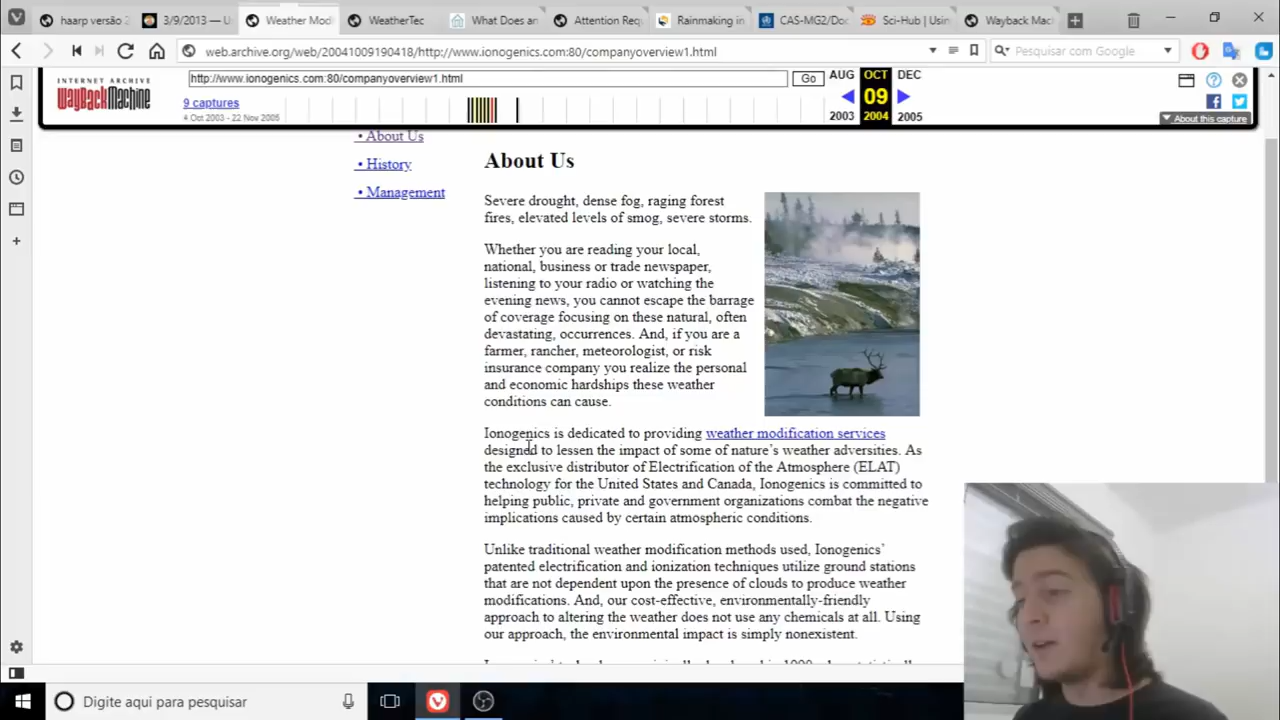 haarp versão 2
3/9/2013 — U
Weather Modi
WeatherTec
What Does an
Attention Req
Rainmaking in
CAS-MG2/Doc
Sci-Hub | Usin
Wayback Mac
web.archive.org/web/20041009190418/http://www.ionogenics.com:80/companyoverview1.html
Pesquisar com Google
INTERNET ARCHIVE
WayBackMachine
http://www.ionogenics.com:80/companyoverview1.html
Go
AUG OCT DEC
9 captures
09
4 Oct 2003 - 22 Nov 2005
2003 2004 2005
About this capture
• About Us
• History
• Management
About Us
Severe drought, dense fog, raging forest
fires, elevated levels of smog, severe storms.
Whether you are reading your local,
national, business or trade newspaper,
listening to your radio or watching the
evening news, you cannot escape the barrage
of coverage focusing on these natural, often
devastating, occurrences. And, if you are a
farmer, rancher, meteorologist, or risk
insurance company you realize the personal
and economic hardships these weather
conditions can cause.
Ionogenics is dedicated to providing weather modification services
designed to lessen the impact of some of nature's weather adversities. As
the exclusive distributor of Electrification of the Atmosphere (ELAT)
technology for the United States and Canada, Ionogenics is committed to
helping public, private and government organizations combat the negative
implications caused by certain atmospheric conditions.
Unlike traditional weather modification methods used, Ionogenics'
patented electrification and ionization techniques utilize ground stations
that are not dependent upon the presence of clouds to produce weather
modifications. And, our cost-effective, environmentally-friendly
approach to altering the weather does not use any chemicals at all. Using
our approach, the environmental impact is simply nonexistent.
Digite aqui para pesquisar